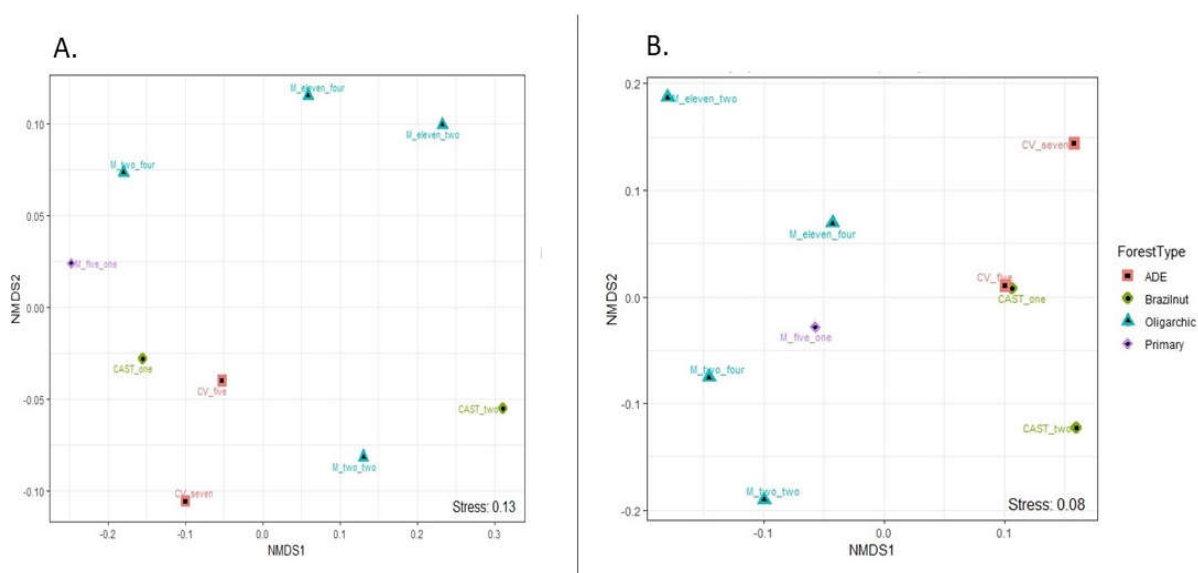 A.
M_eleven_four
M_eleven_two
M_two_four
M_five_one
CAST_one
CV_five
CAST_two
M_two_two
CV_seven
Stress: 0.13
0.10
0.05
0.00
-0.05
-0.10
NMDS2
-0.2
-0.1
0.0
0.1
0.2
0.3
NMDS1
B.
M_eleven_two
CV_seven
M_eleven_four
CV_five
CAST_one
M_five_one
M_two_four
CAST_two
M_two_two
Stress: 0.08
0.2
0.1
0.0
-0.1
-0.2
NMDS2
-0.1
0.0
0.1
NMDS1
ForestType
ADE
Brazilnut
Oligarchic
Primary